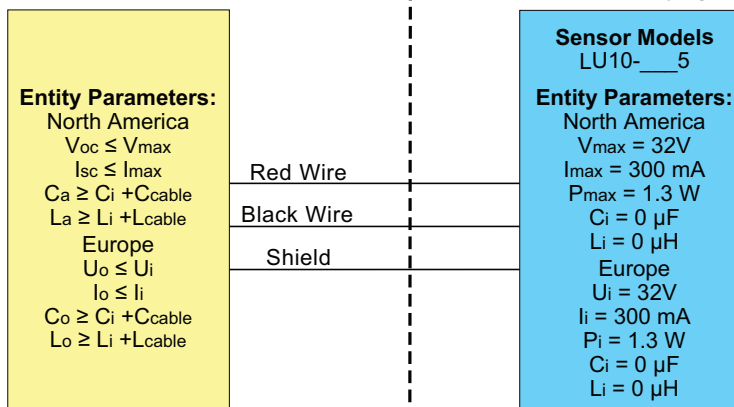 Entity Parameters:
North America
Voc ≤ Vmax
Isc ≤ Imax
Ca ≥ Ci +Ccable
La ≥ Li +Lcable
Europe
Uo ≤ Ui
Io ≤ Ii
Co ≥ Ci +Ccable
Lo ≥ Li +Lcable
Red Wire
Black Wire
Shield
Sensor Models
LU10-___5
Entity Parameters:
North America
Vmax = 32V
Imax = 300 mA
Pmax = 1.3 W
Ci = 0 µF
Li = 0 µH
Europe
Ui = 32V
Ii = 300 mA
Pi = 1.3 W
Ci = 0 µF
Li = 0 µH